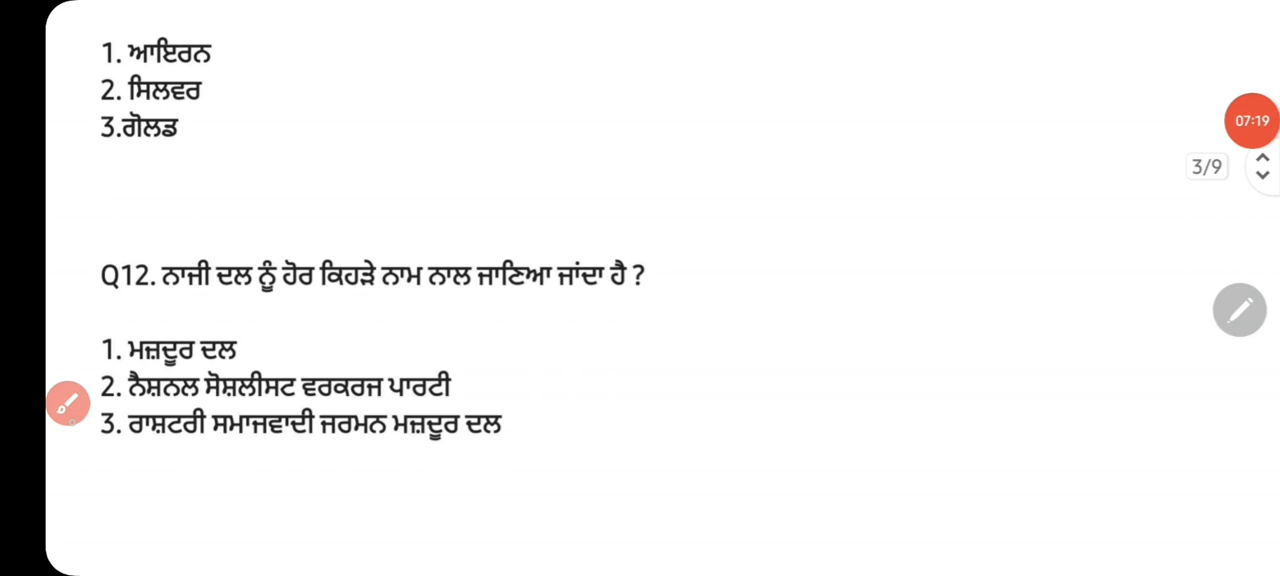 1. ਆਇਰਨ
2. ਸਿਲਵਰ
3.ਗੋਲਡ
07:19
3/9
Q12. ਨਾਜੀ ਦਲ ਨੂੰ ਹੋਰ ਕਿਹੜੇ ਨਾਮ ਨਾਲ ਜਾਣਿਆ ਜਾਂਦਾ ਹੈ ?
1. ਮਜ਼ਦੂਰ ਦਲ
2. ਨੈਸ਼ਨਲ ਸੋਸ਼ਲੀਸਟ ਵਰਕਰਜ ਪਾਰਟੀ
3. ਰਾਸ਼ਟਰੀ ਸਮਾਜਵਾਦੀ ਜਰਮਨ ਮਜ਼ਦੂਰ ਦਲ